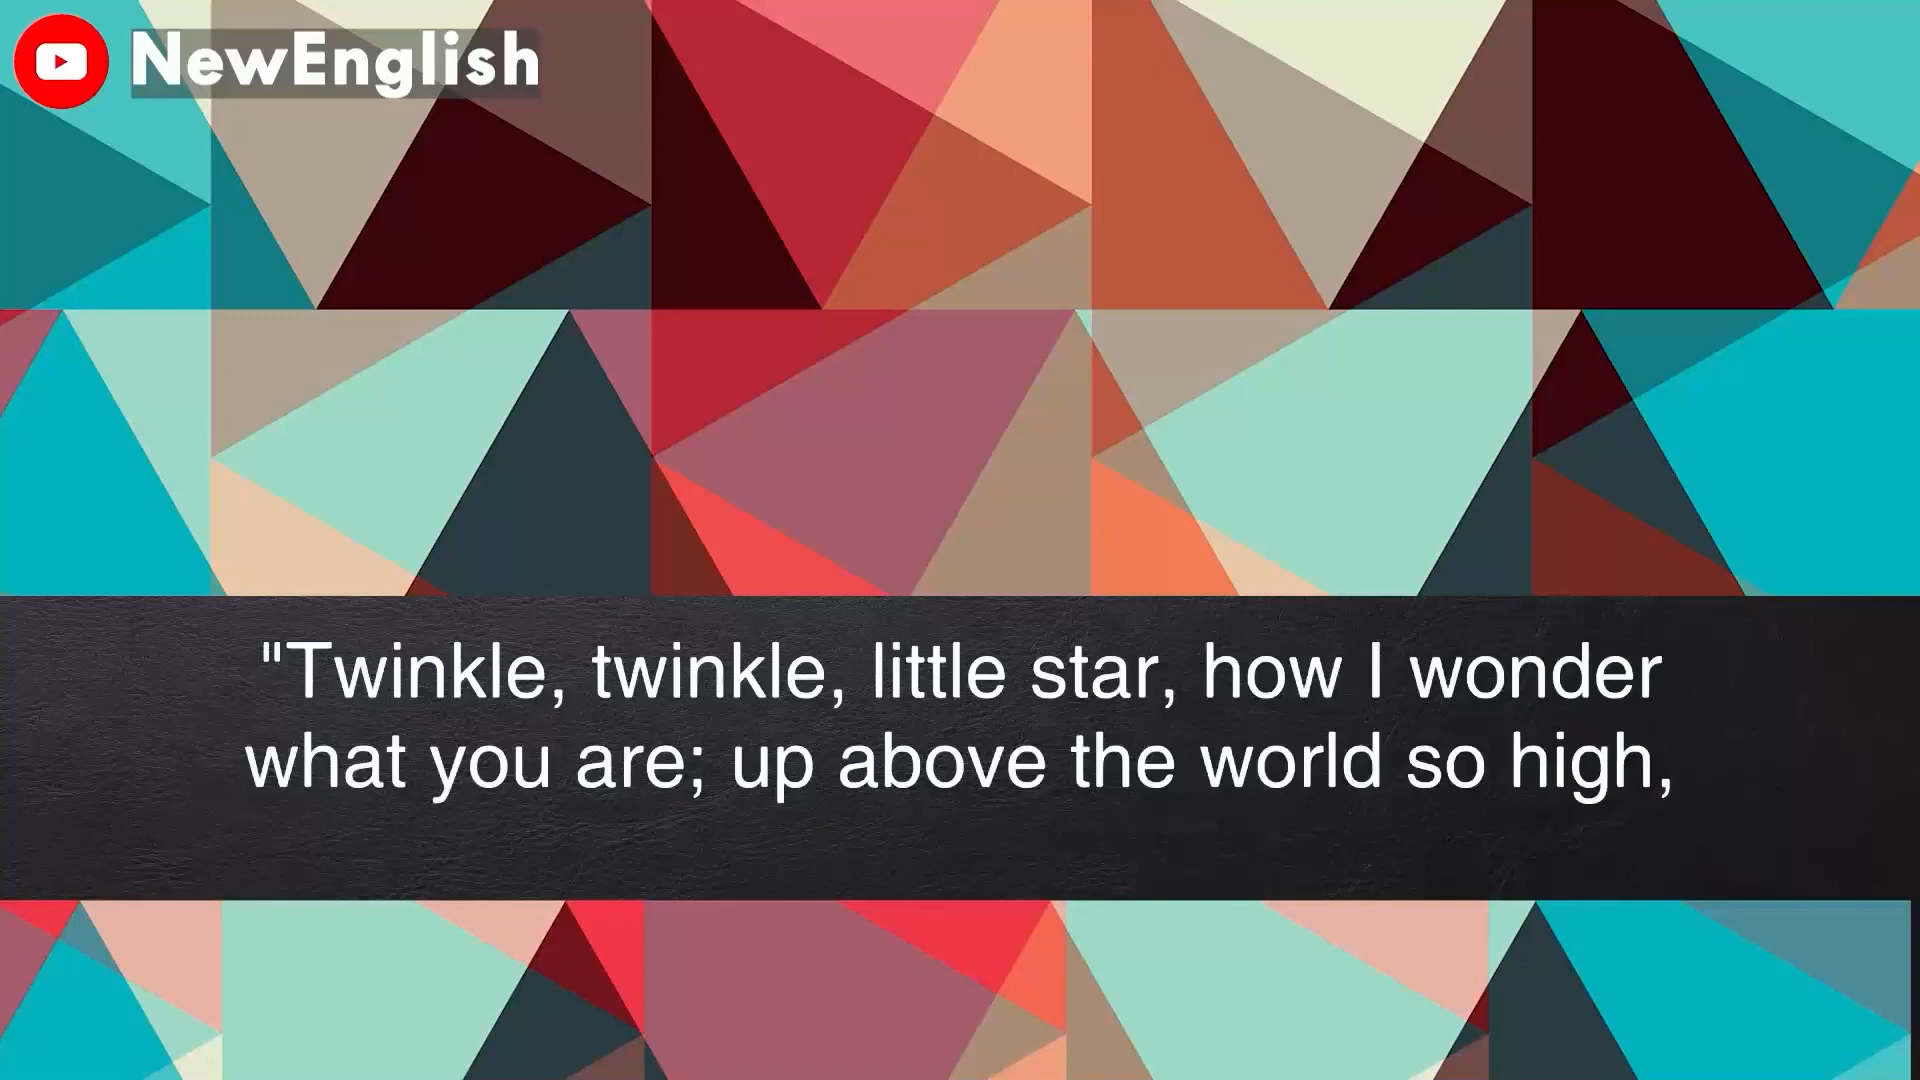 NewEnglish
"Twinkle, twinkle, little star, how I wonder
what you are; up above the world so high,